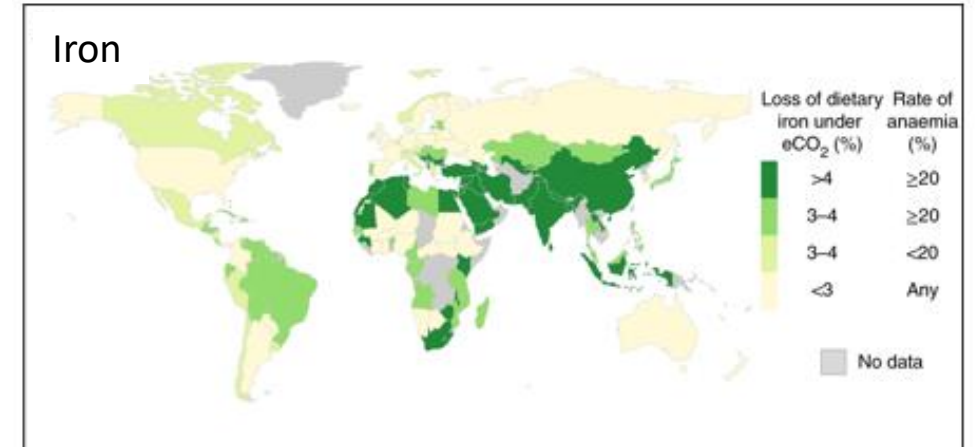 Iron
Loss of dietary Rate of
iron under anaemia
eCO2 (%) (%)
>4 ≥20
3–4 ≥20
3–4 <20
<3 Any
No data